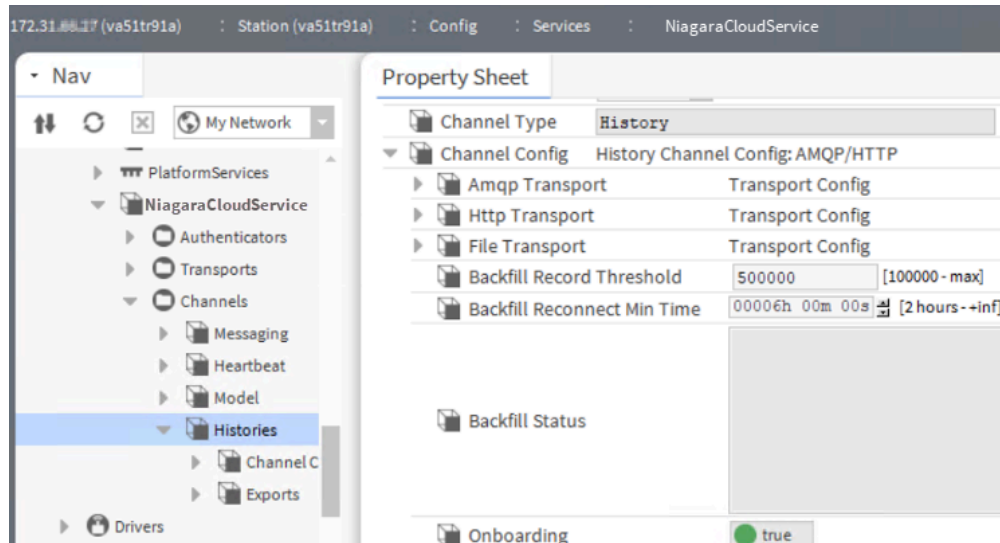 172.31. (va51tr91a) : Station (va51tr91a) : Config : Services : NiagaraCloudService
Nav
My Network
PlatformServices
NiagaraCloudService
Authenticators
Transports
Channels
Messaging
Heartbeat
Model
Histories
Channel C
Exports
Drivers
Property Sheet
Channel Type History
Channel Config History Channel Config: AMQP/HTTP
Amqp Transport Transport Config
Http Transport Transport Config
File Transport Transport Config
Backfill Record Threshold 500000 [100000 - max]
Backfill Reconnect Min Time 00006h 00m 00s [2 hours - +inf]
Backfill Status
Onboarding true